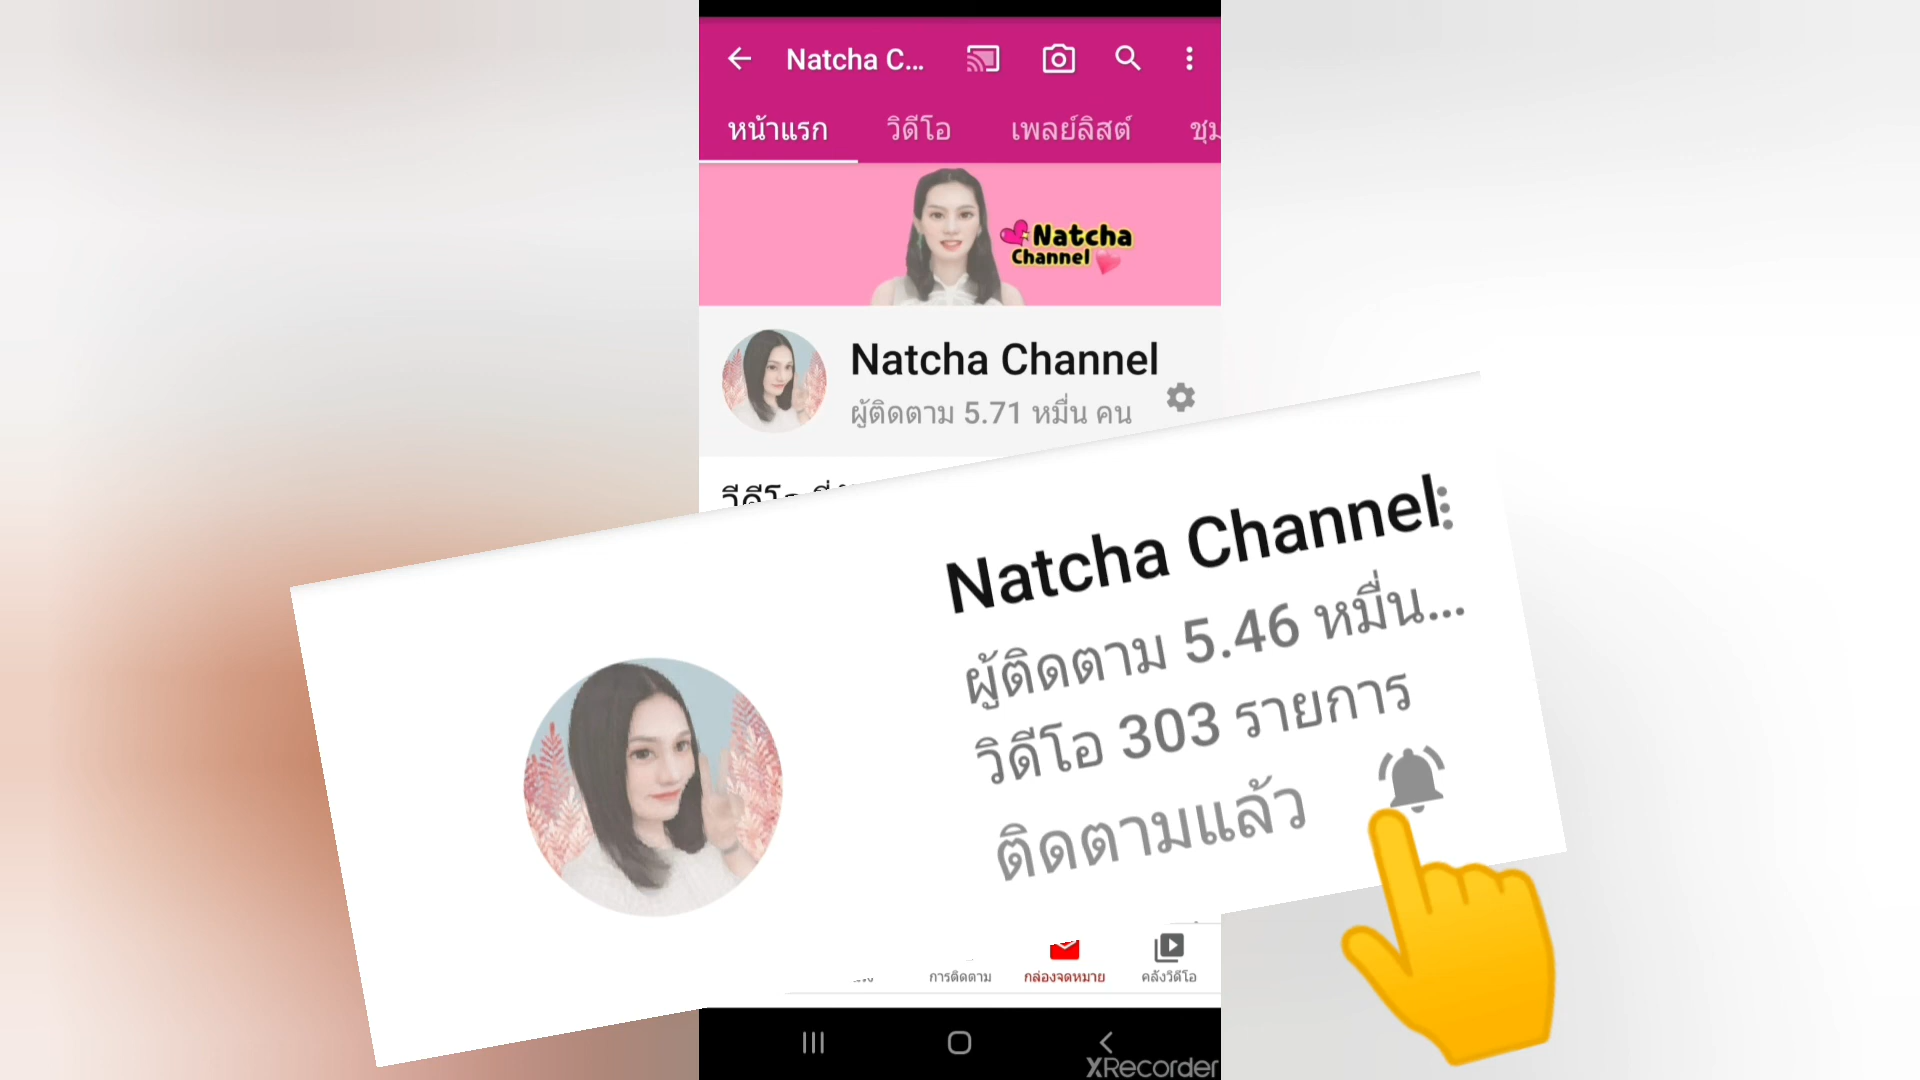 Natcha C...
หน้าแรก วิดีโอ เพลย์ลิสต์ ชุม
Natcha
Channel
Natcha Channel
ผู้ติดตาม 5.71 หมื่น คน
Natcha Channel
ผู้ติดตาม 5.46 หมื่น...
วิดีโอ 303 รายการ
ติดตามแล้ว
การติดตาม กล่องจดหมาย คลังวิดีโอ
XRecorder